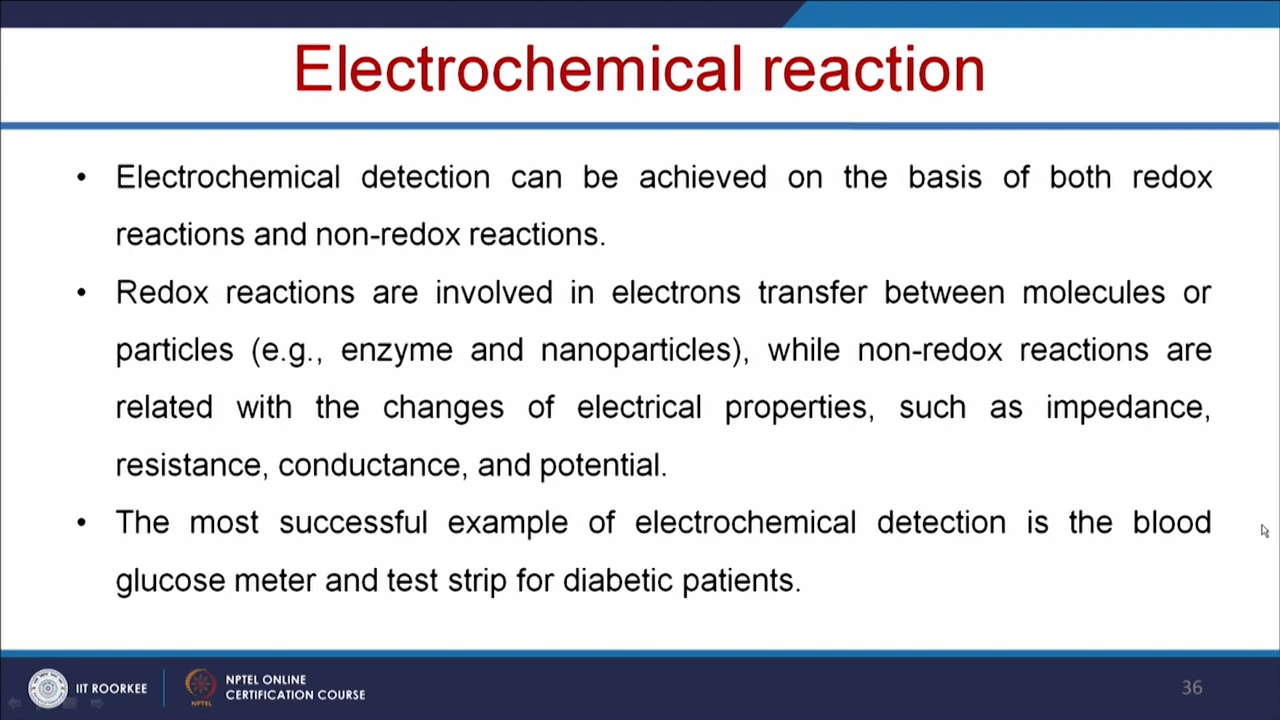 Electrochemical reaction
• Electrochemical detection can be achieved on the basis of both redox
reactions and non-redox reactions.
• Redox reactions are involved in electrons transfer between molecules or
particles (e.g., enzyme and nanoparticles), while non-redox reactions are
related with the changes of electrical properties, such as impedance,
resistance, conductance, and potential.
• The most successful example of electrochemical detection is the blood
glucose meter and test strip for diabetic patients.
IIT ROORKEE
NPTEL
NPTEL ONLINE
CERTIFICATION COURSE
36